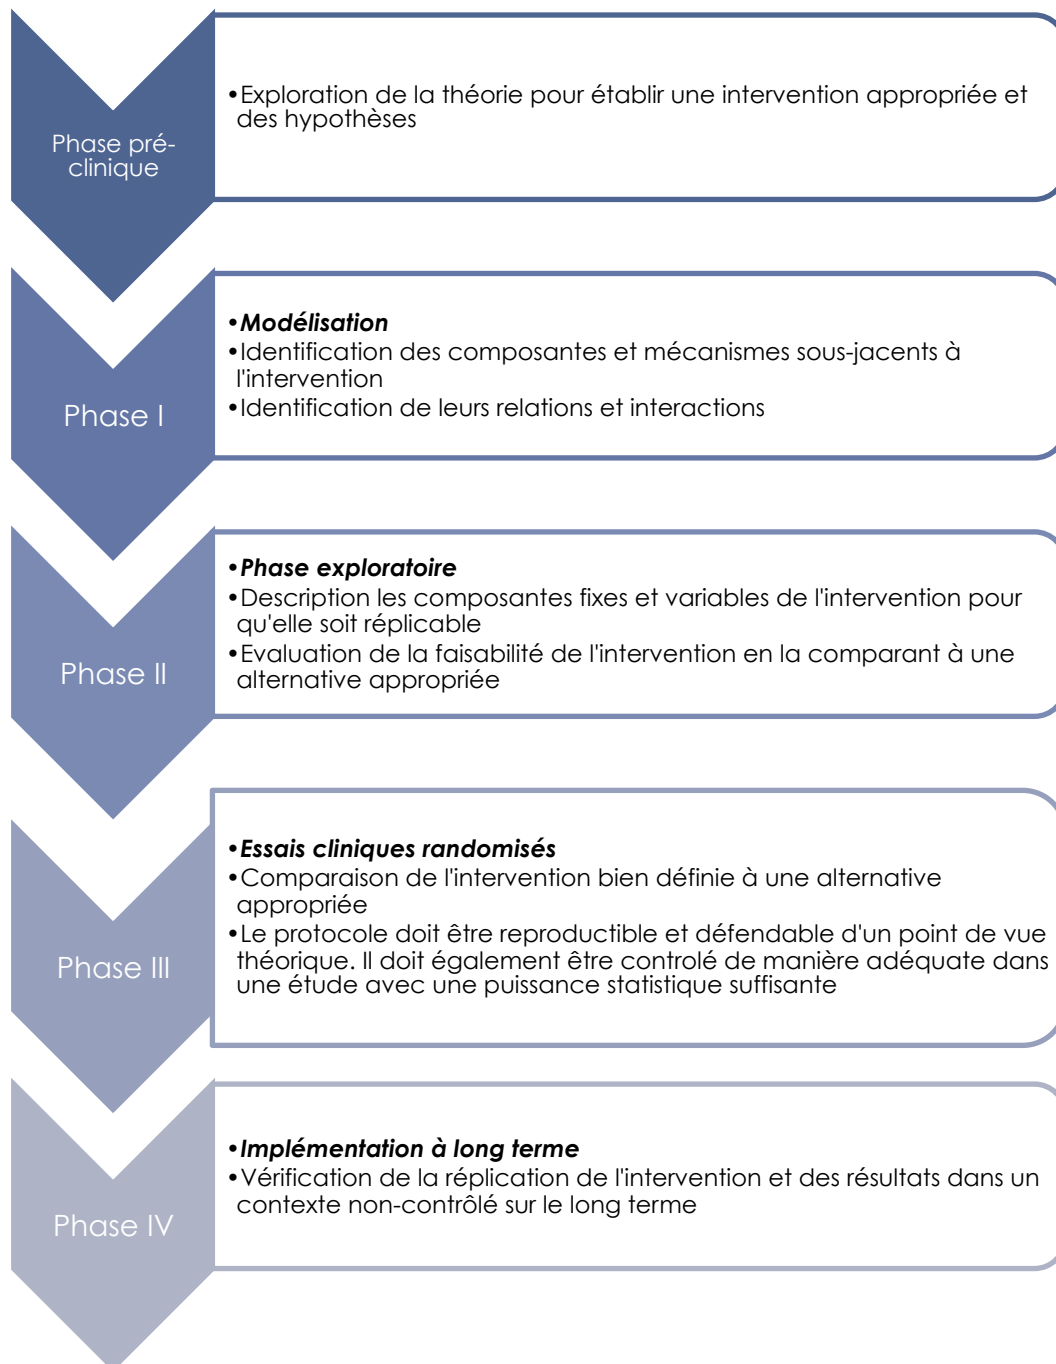 Phase pré-
clinique
•Exploration de la théorie pour établir une intervention appropriée et
des hypothèses
Phase I
•Modélisation
•Identification des composantes et mécanismes sous-jacents à
l'intervention
•Identification de leurs relations et interactions
Phase II
•Phase exploratoire
•Description les composantes fixes et variables de l'intervention pour
qu'elle soit réplicable
•Evaluation de la faisabilité de l'intervention en la comparant à une
alternative appropriée
Phase III
•Essais cliniques randomisés
•Comparaison de l'intervention bien définie à une alternative
appropriée
•Le protocole doit être reproductible et défendable d'un point de vue
théorique. Il doit également être controlé de manière adéquate dans
une étude avec une puissance statistique suffisante
Phase IV
•Implémentation à long terme
•Vérification de la réplication de l'intervention et des résultats dans un
contexte non-contrôlé sur le long terme